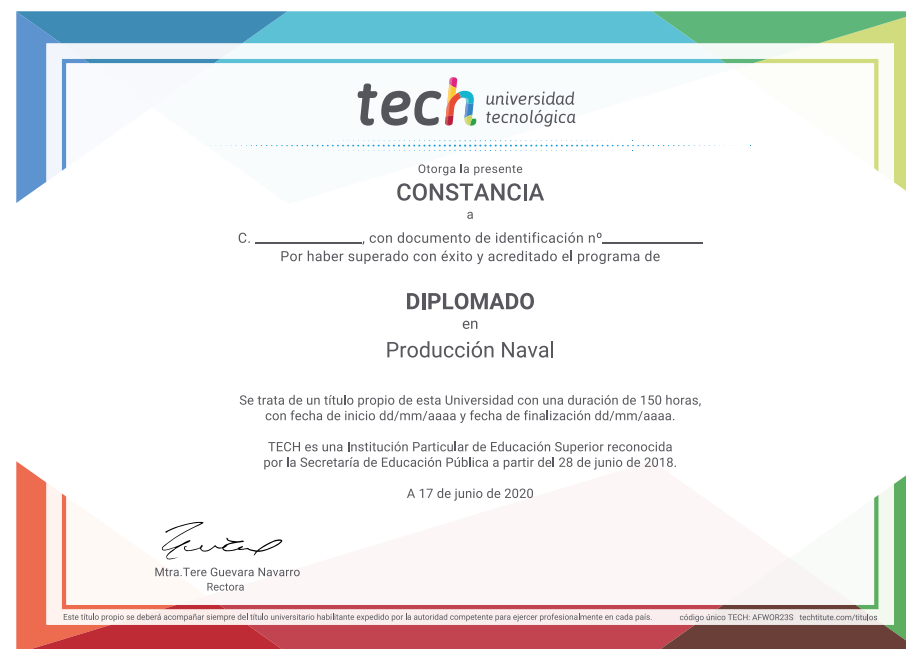 tech universidad
tecnológica
Otorga la presente
CONSTANCIA
a
C. ____________, con documento de identificación nº____________
Por haber superado con éxito y acreditado el programa de
DIPLOMADO
en
Producción Naval
Se trata de un título propio de esta Universidad con una duración de 150 horas,
con fecha de inicio dd/mm/aaaa y fecha de finalización dd/mm/aaaa.
TECH es una Institución Particular de Educación Superior reconocida
por la Secretaría de Educación Pública a partir del 28 de junio de 2018.
A 17 de junio de 2020
Mtra.Tere Guevara Navarro
Rectora
Este título propio se deberá acompañar siempre del título universitario habilitante expedido por la autoridad competente para ejercer profesionalmente en cada país. código único TECH: AFWOR23S techtitute.com/titulos